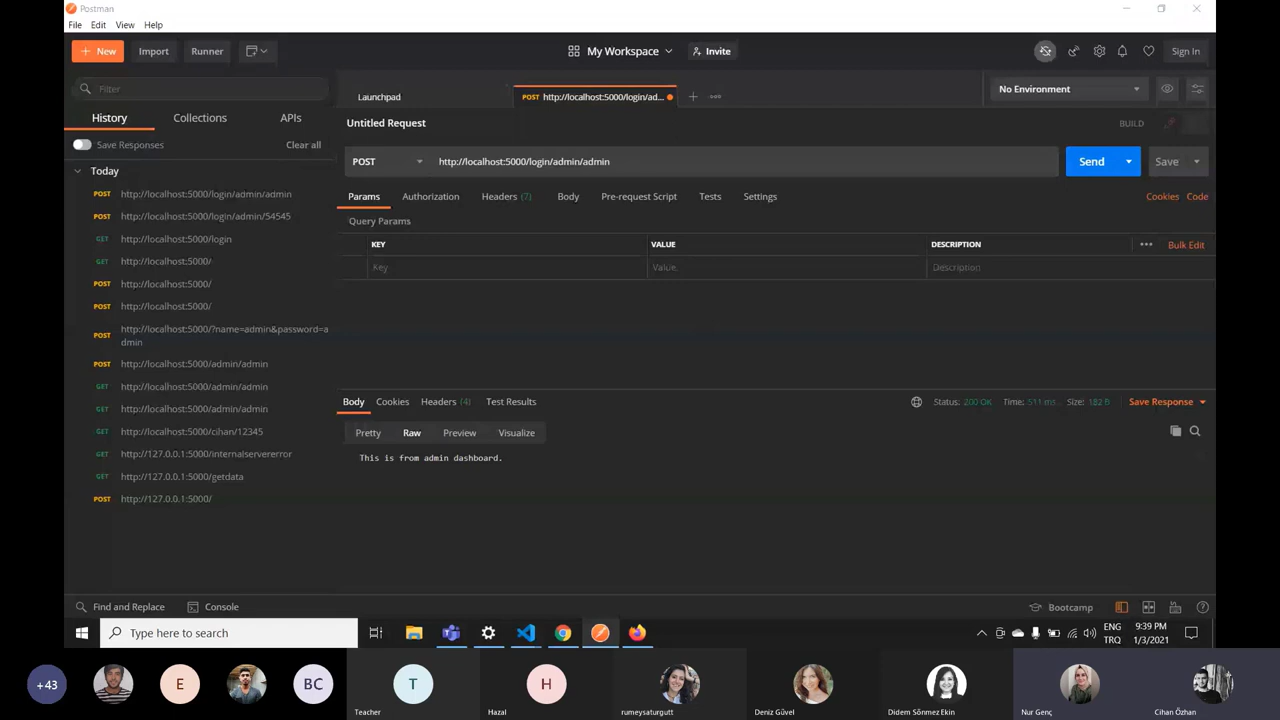 Postman
File Edit View Help
New Import Runner My Workspace Invite Sign In
Filter
Launchpad POST http://localhost:5000/login/ad... No Environment
History Collections APIs
Untitled Request BUILD
Save Responses Clear all
POST http://localhost:5000/login/admin/admin Send Save
Today
POST http://localhost:5000/login/admin/admin
POST http://localhost:5000/login/admin/54545
GET http://localhost:5000/login
GET http://localhost:5000/
POST http://localhost:5000/
POST http://localhost:5000/
POST http://localhost:5000/?name=admin&password=a
dmin
POST http://localhost:5000/admin/admin
GET http://localhost:5000/admin/admin
GET http://localhost:5000/admin/admin
GET http://localhost:5000/cihan/12345
GET http://127.0.0.1:5000/internalservererror
GET http://127.0.0.1:5000/getdata
POST http://127.0.0.1:5000/
Params Authorization Headers (7) Body Pre-request Script Tests Settings Cookies Code
Query Params
KEY VALUE DESCRIPTION Bulk Edit
Key Value Description
Body Cookies Headers (4) Test Results Status: 200 OK Time: 511 ms Size: 182 B Save Response
Pretty Raw Preview Visualize
This is from admin dashboard.
Find and Replace Console Bootcamp
Type here to search
ENG
TRQ
9:39 PM
1/3/2021
+43 E BC T H
Teacher Hazal rumeysaturgutt Deniz Güvel Didem Sönmez Ekin Nur Genç Cihan Özhan